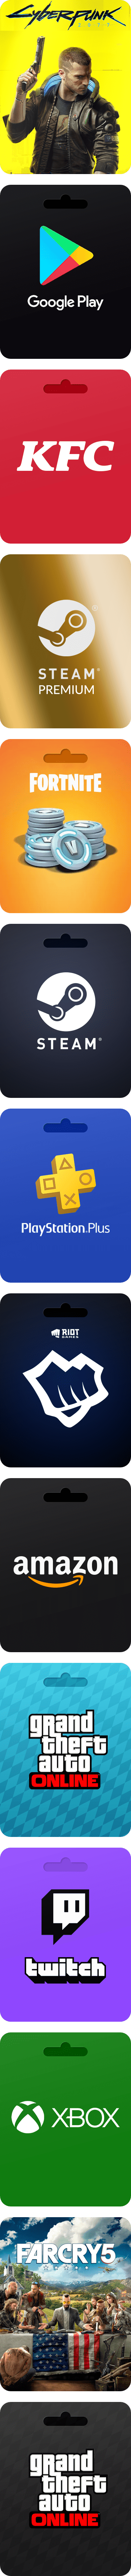 CYBERPUNK
2077
Google Play
KFC
STEAM®
PREMIUM
FORTNITE
V
STEAM®
PlayStation.Plus
RIOT
GAMES
amazon
grand
theft
auto
ONLINE
twitch
XBOX
FARCRY5
grand
theft
auto
ONLINE